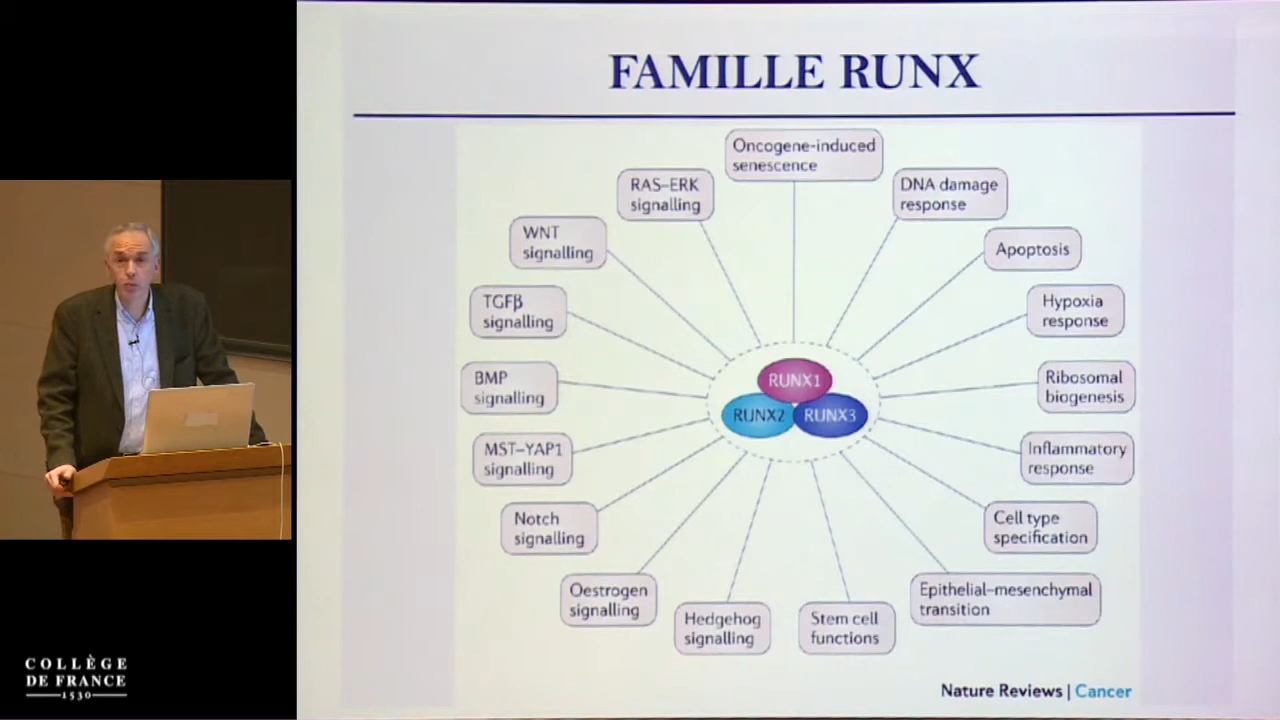 FAMILLE RUNX
Oncogene-induced
senescence
RAS–ERK
signalling
DNA damage
response
WNT
signalling
Apoptosis
TGFβ
signalling
Hypoxia
response
BMP
signalling
RUNX1
RUNX2
RUNX3
Ribosomal
biogenesis
MST–YAP1
signalling
Inflammatory
response
Notch
signalling
Cell type
specification
Oestrogen
signalling
Hedgehog
signalling
Stem cell
functions
Epithelial–mesenchymal
transition
Nature Reviews | Cancer
COLLÈGE
DE FRANCE
1530